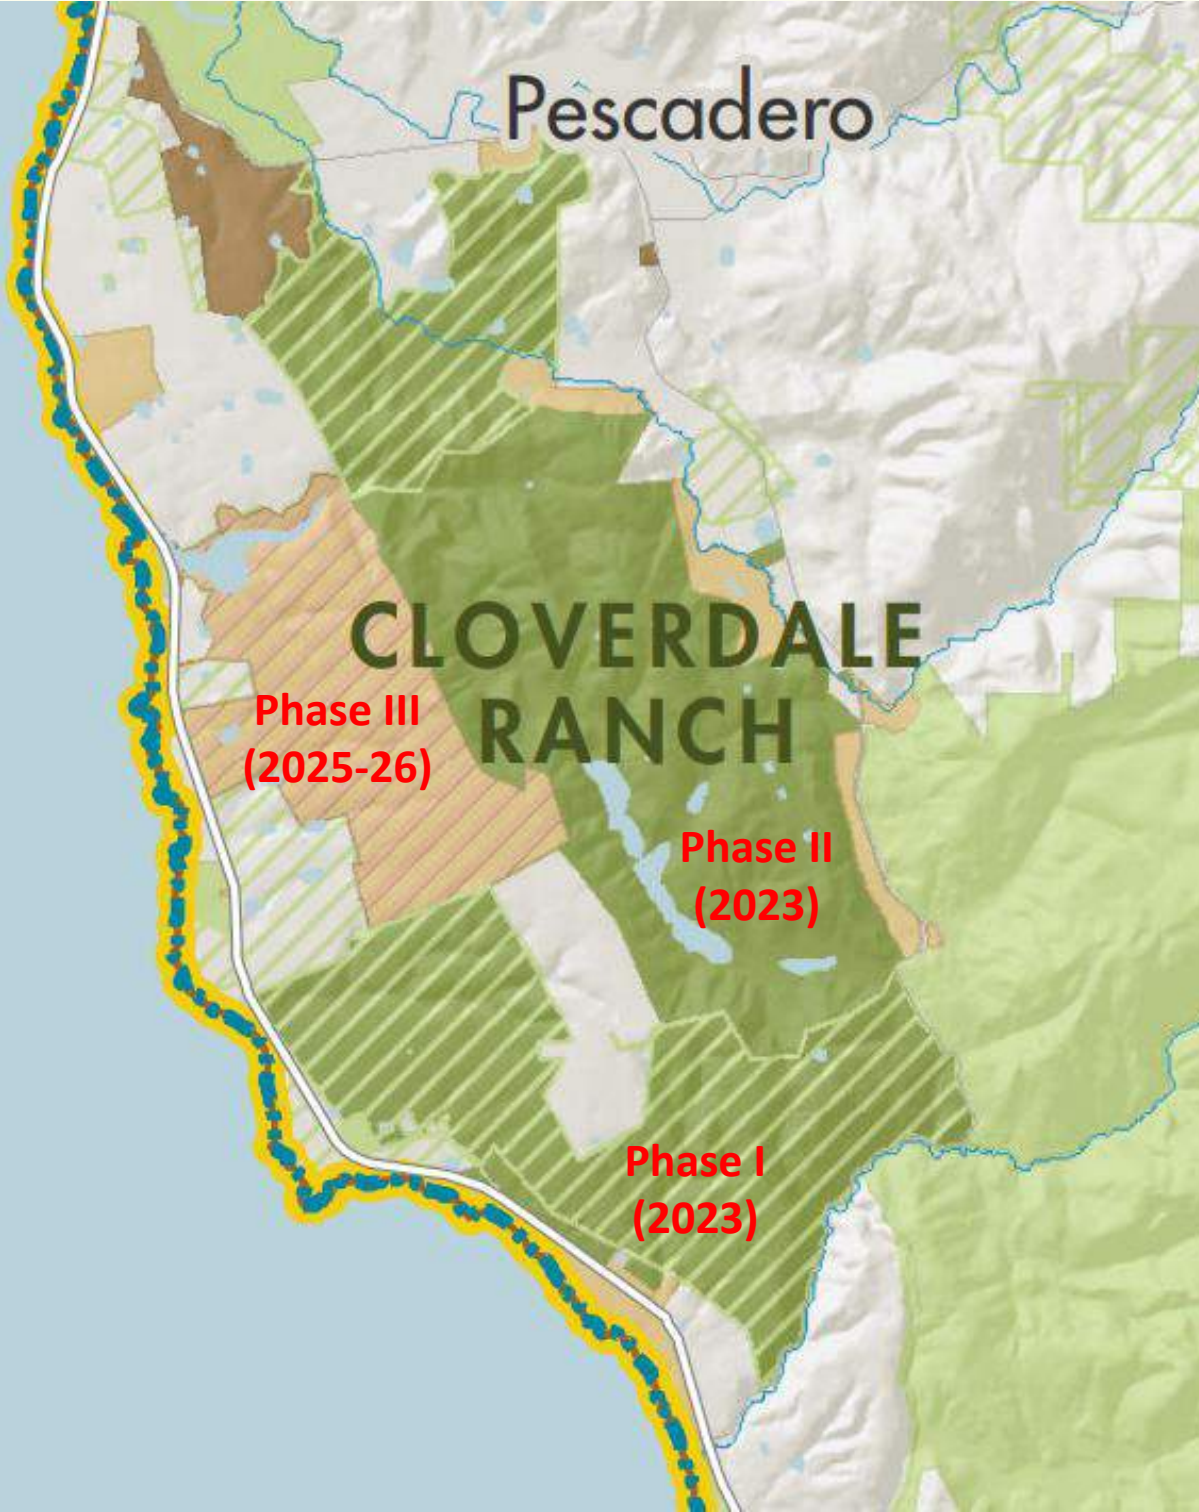 Pescadero
CLOVERDALE
RANCH
Phase III
(2025-26)
Phase II
(2023)
Phase I
(2023)